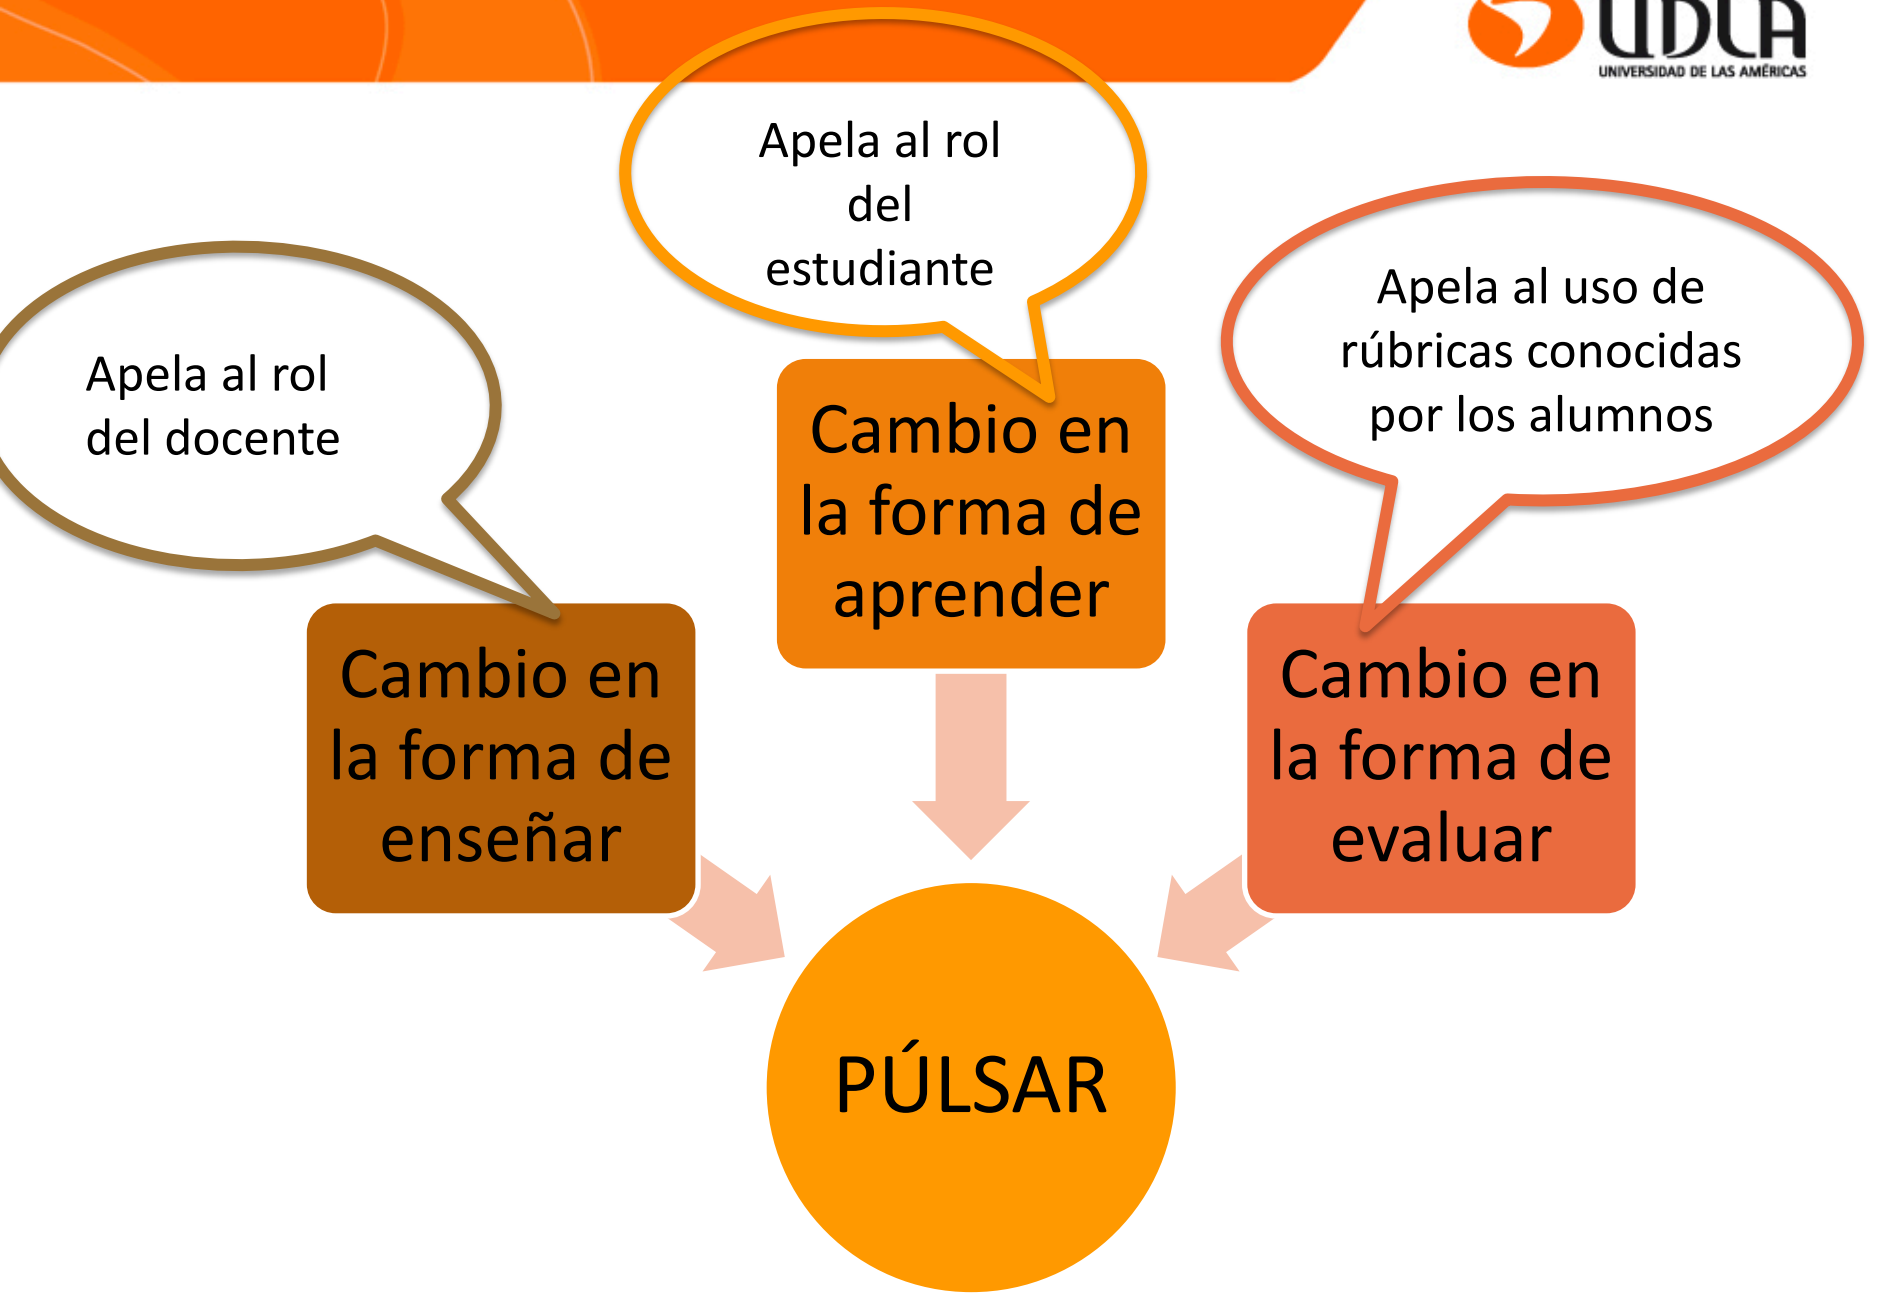 UDLA
UNIVERSIDAD DE LAS AMÉRICAS
Apela al rol
del
estudiante
Apela al uso de
rúbricas conocidas
por los alumnos
Apela al rol
del docente
Cambio en
la forma de
aprender
Cambio en
la forma de
enseñar
Cambio en
la forma de
evaluar
PÚLSAR